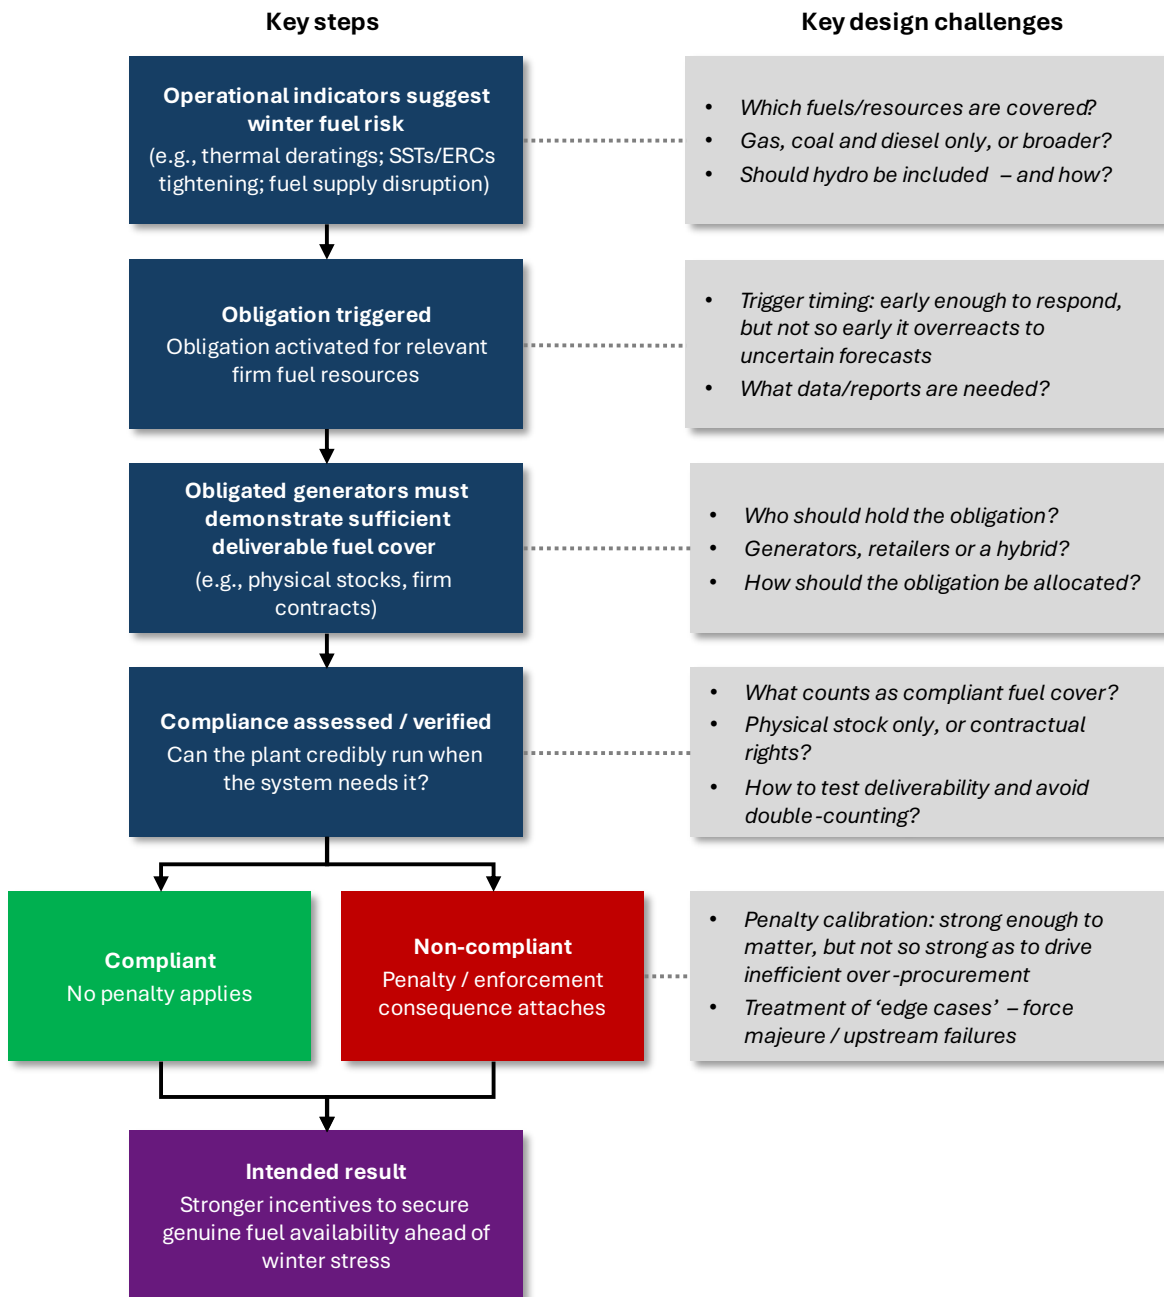 Key steps
Key design challenges
Operational indicators suggest
winter fuel risk
(e.g., thermal deratings; SSTs/ERCs
tightening; fuel supply disruption)
• Which fuels/resources are covered?
• Gas, coal and diesel only, or broader?
• Should hydro be included – and how?
Obligation triggered
Obligation activated for relevant
firm fuel resources
• Trigger timing: early enough to respond,
but not so early it overreacts to
uncertain forecasts
• What data/reports are needed?
Obligated generators must
demonstrate sufficient
deliverable fuel cover
(e.g., physical stocks, firm
contracts)
• Who should hold the obligation?
• Generators, retailers or a hybrid?
• How should the obligation be allocated?
Compliance assessed / verified
Can the plant credibly run when
the system needs it?
• What counts as compliant fuel cover?
• Physical stock only, or contractual
rights?
• How to test deliverability and avoid
double-counting?
Compliant
No penalty applies
Non-compliant
Penalty / enforcement
consequence attaches
• Penalty calibration: strong enough to
matter, but not so strong as to drive
inefficient over-procurement
• Treatment of ‘edge cases’ – force
majeure / upstream failures
Intended result
Stronger incentives to secure
genuine fuel availability ahead of
winter stress